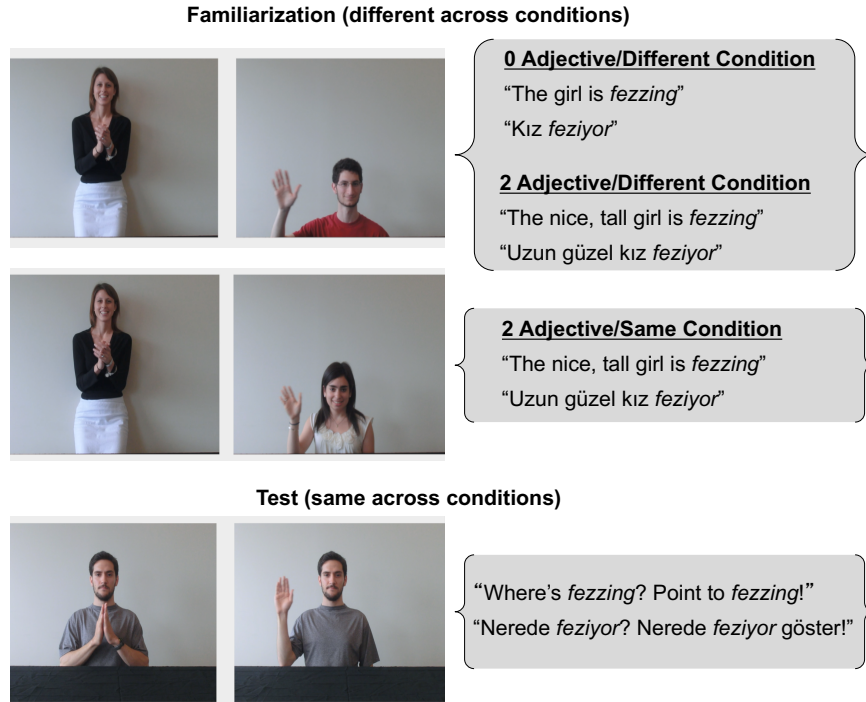 Familiarization (different across conditions)
0 Adjective/Different Condition
“The girl is fezzing”
“Kız feziyor”
2 Adjective/Different Condition
“The nice, tall girl is fezzing”
“Uzun güzel kız feziyor”
2 Adjective/Same Condition
“The nice, tall girl is fezzing”
“Uzun güzel kız feziyor”
Test (same across conditions)
“Where’s fezzing? Point to fezzing!”
“Nerede feziyor? Nerede feziyor göster!”